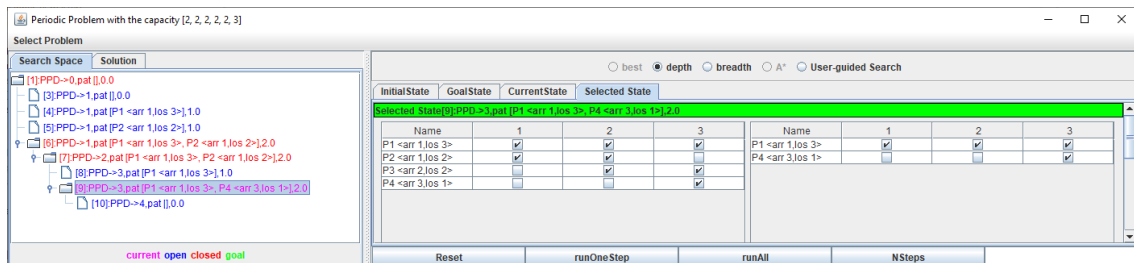 Periodic Problem with the capacity [2, 2, 2, 2, 2, 3]
Select Problem
Search Space Solution
[1]:PPD->0,pat [],0.0
[3]:PPD->1,pat [],0.0
[4]:PPD->1,pat [P1 <arr 1,los 3>],1.0
[5]:PPD->1,pat [P2 <arr 1,los 2>],1.0
[6]:PPD->1,pat [P1 <arr 1,los 3>, P2 <arr 1,los 2>],2.0
[7]:PPD->2,pat [P1 <arr 1,los 3>, P2 <arr 1,los 2>],2.0
[8]:PPD->3,pat [P1 <arr 1,los 3>],1.0
[9]:PPD->3,pat [P1 <arr 1,los 3>, P4 <arr 3,los 1>],2.0
[10]:PPD->4,pat [],0.0
current open closed goal
best depth breadth A* User-guided Search
InitialState GoalState CurrentState Selected State
Selected State[9]:PPD->3,pat [P1 <arr 1,los 3>, P4 <arr 3,los 1>],2.0
Name 1 2 3
P1 <arr 1,los 3>
P2 <arr 1,los 2>
P3 <arr 2,los 2>
P4 <arr 3,los 1>
Name 1 2 3
P1 <arr 1,los 3>
P4 <arr 3,los 1>
Reset runOneStep runAll NSteps